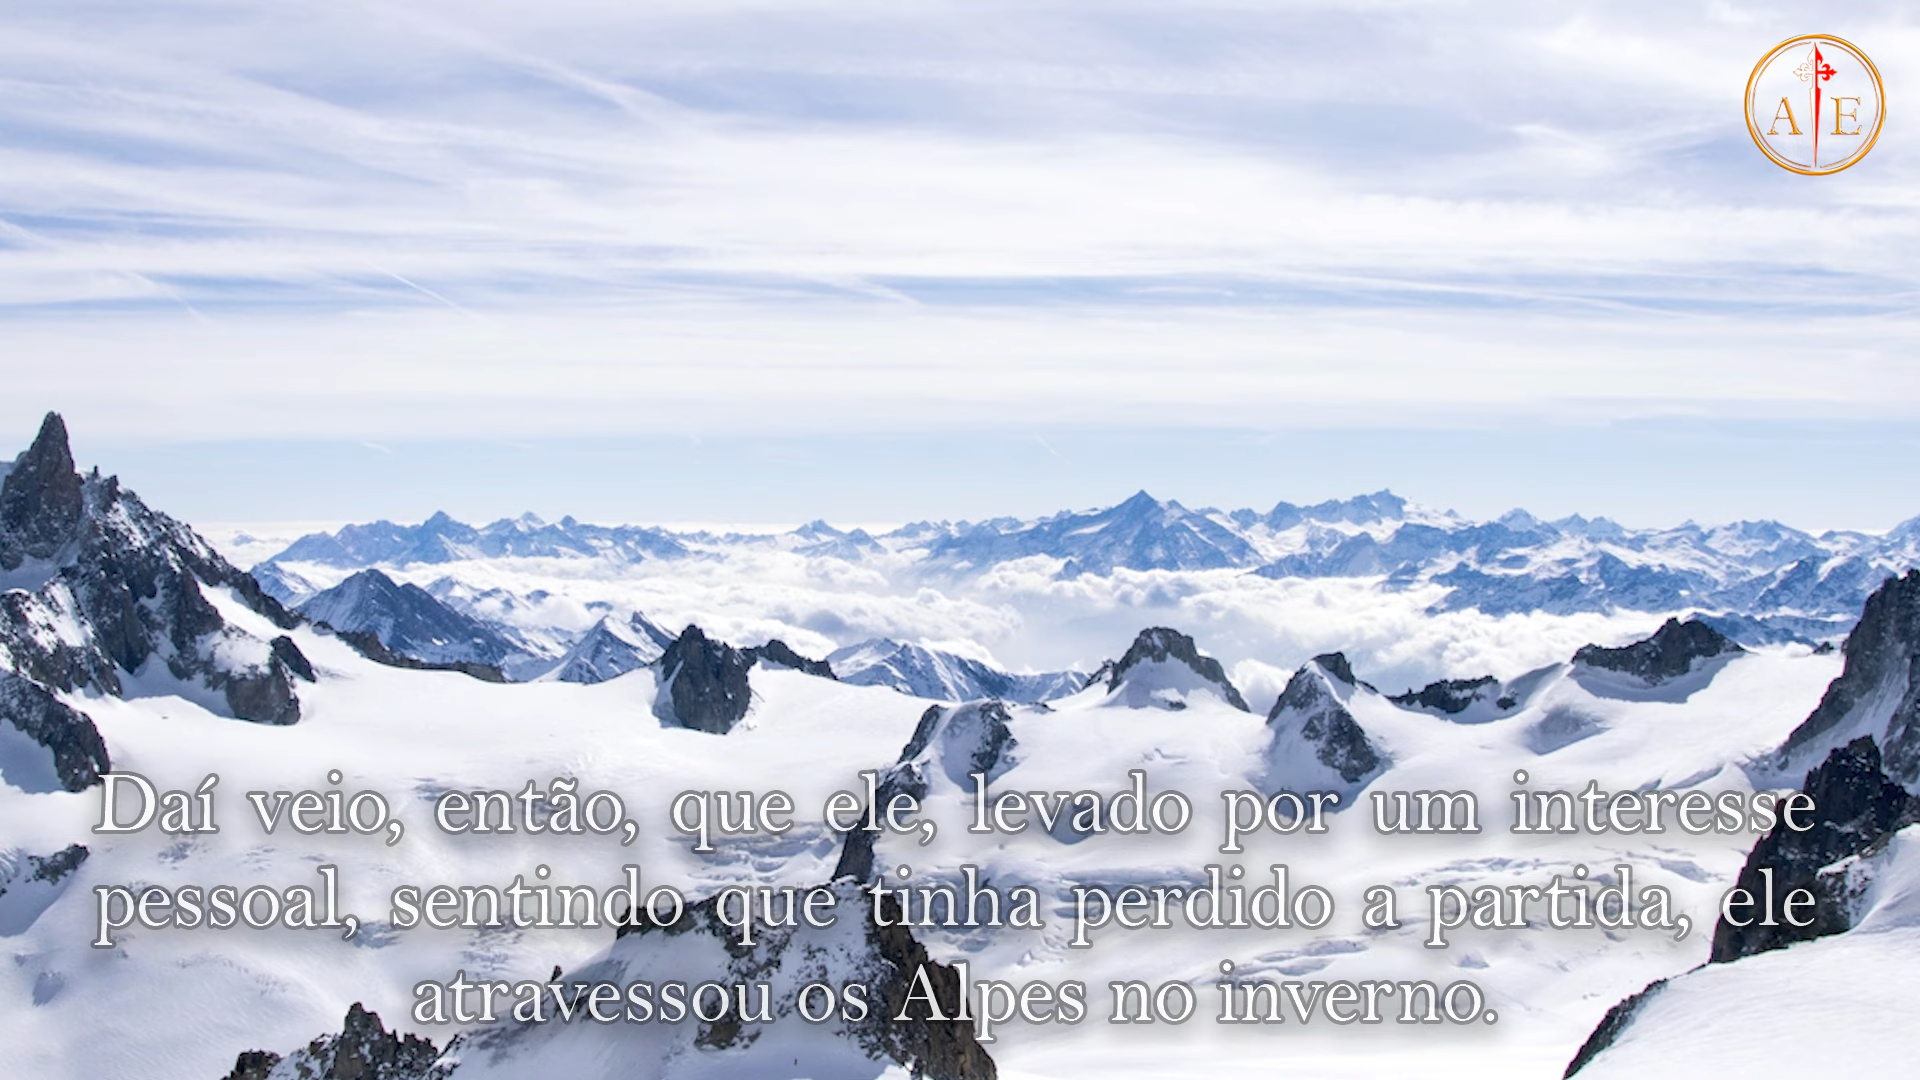 A E
Daí veio, então, que ele, levado por um interesse
pessoal, sentindo que tinha perdido a partida, ele
atravessou os Alpes no inverno.